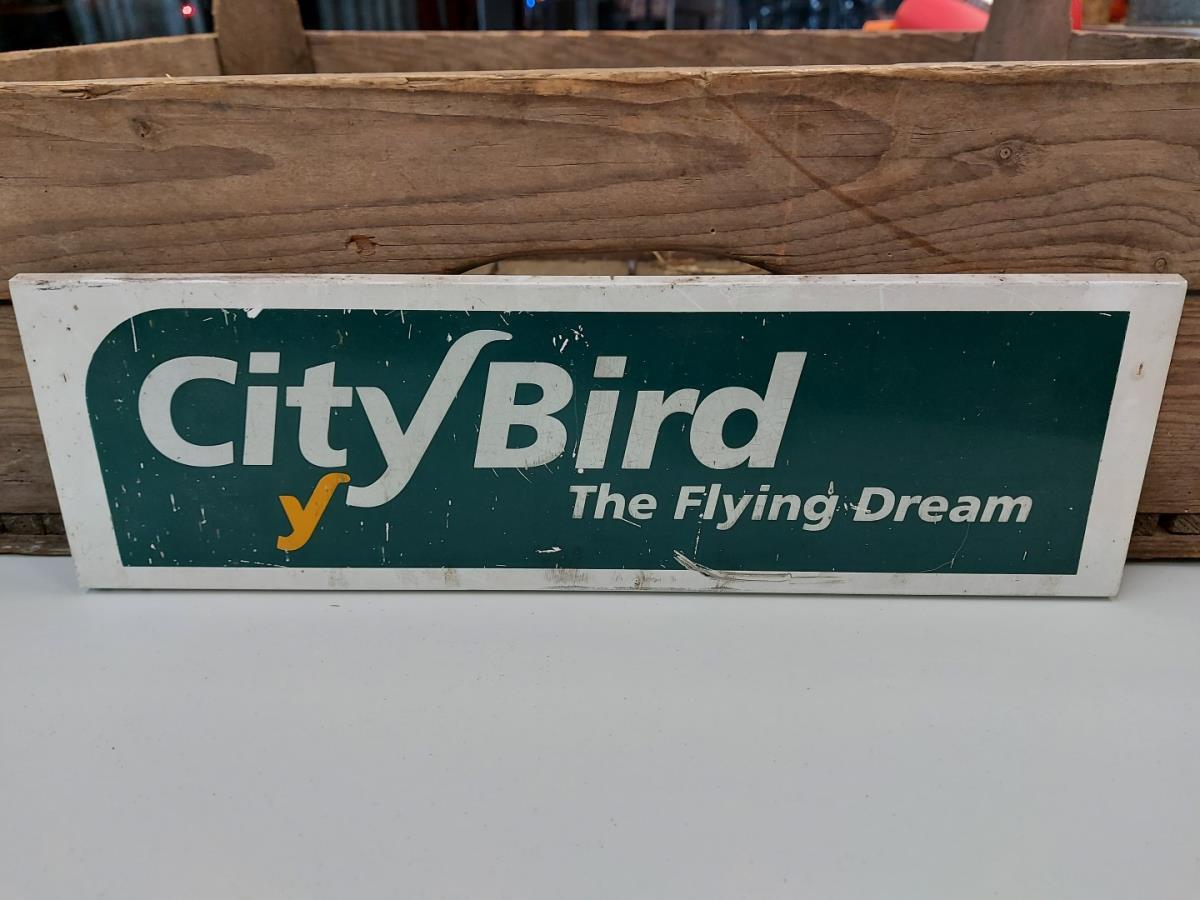 CityBird
y
The Flying Dream